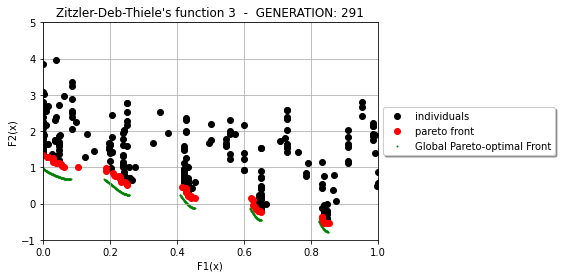 Zitzler-Deb-Thiele's function 3 - GENERATION: 291
5
4
3
2
1
0
−1
F2(x)
0.0 0.2 0.4 0.6 0.8 1.0
F1(x)
individuals
pareto front
Global Pareto-optimal Front